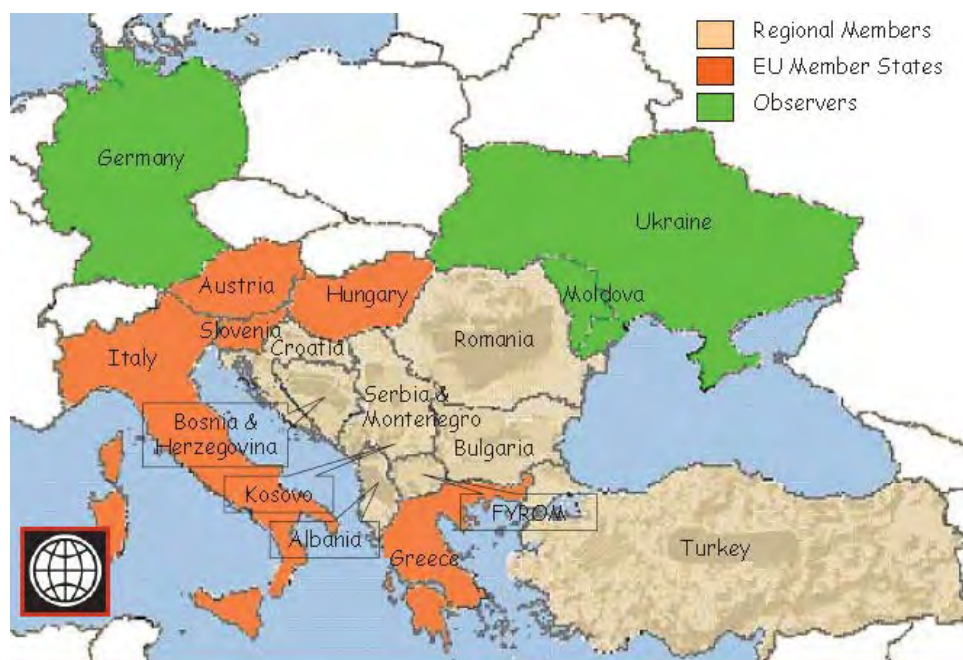 Regional Members
EU Member States
Observers
Germany
Ukraine
Austria
Hungary
Moldova
Slovenia
Croatia
Romania
Italy
Serbia &
Montenegro
Bosnia &
Herzegovina
Bulgaria
Kosovo
FYROM
Albania
Greece
Turkey